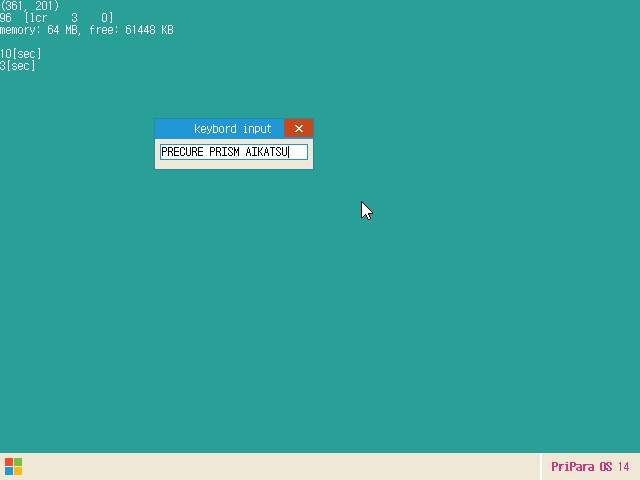 (361, 201)
96 [lcr 3 0]
memory: 64 MB, free: 61448 KB
10[sec]
3[sec]
keybord input
PRECURE PRISM AIKATSU
PriPara OS 14